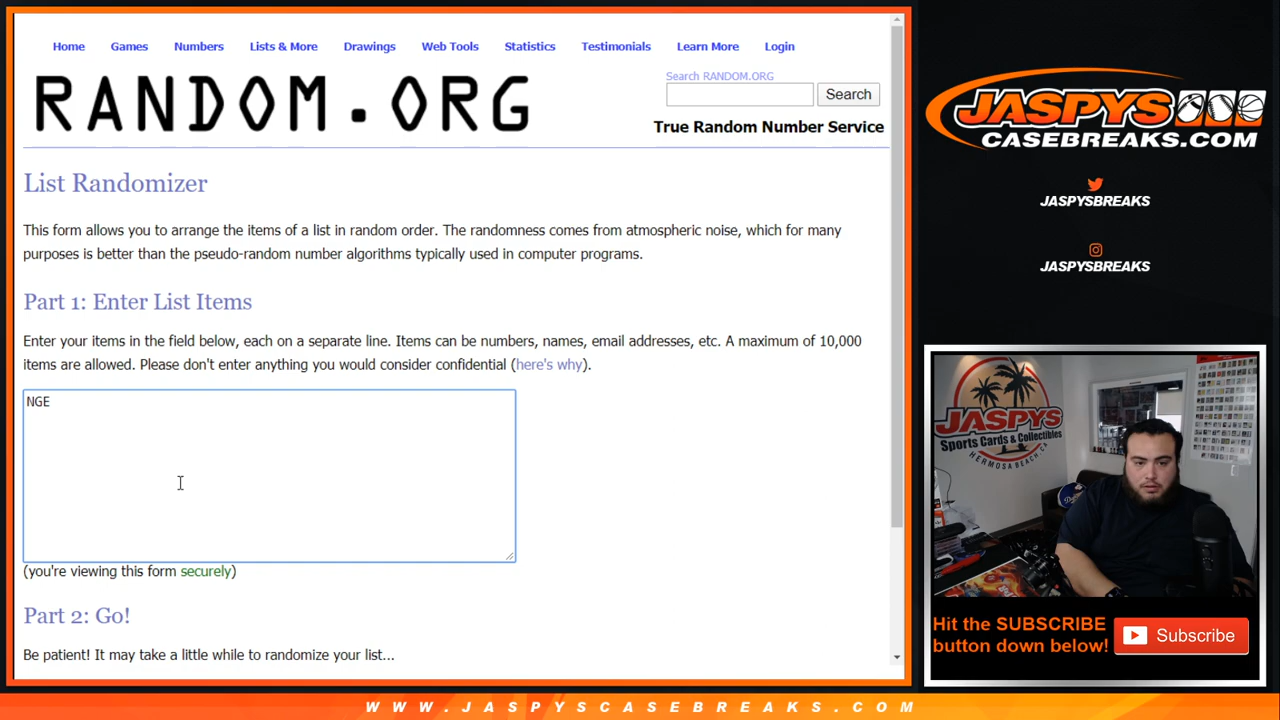 Home Games Numbers Lists & More Drawings Web Tools Statistics Testimonials Learn More Login
RANDOM.ORG
Search RANDOM.ORG
Search
True Random Number Service
List Randomizer
This form allows you to arrange the items of a list in random order. The randomness comes from atmospheric noise, which for many
purposes is better than the pseudo-random number algorithms typically used in computer programs.
Part 1: Enter List Items
Enter your items in the field below, each on a separate line. Items can be numbers, names, email addresses, etc. A maximum of 10,000
items are allowed. Please don't enter anything you would consider confidential (here's why).
NGE
(you're viewing this form securely)
Part 2: Go!
Be patient! It may take a little while to randomize your list...
JASPYS
CASEBREAKS.COM
JASPYSBREAKS
JASPYSBREAKS
JASPYS
Sports Cards & Collectibles
HERMOSA BEACH, CA
Hit the SUBSCRIBE
button down below!
Subscribe
WWW.JASPYSCASEBREAKS.COM